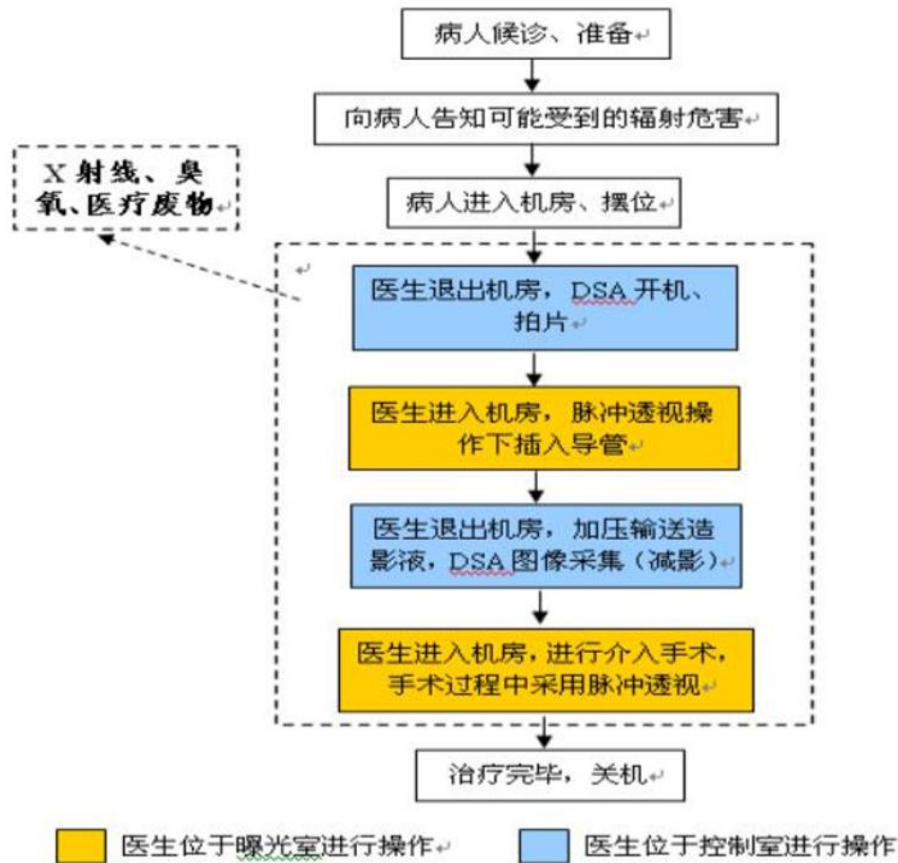 病人候诊、准备
向病人告知可能受到的辐射危害
X 射线、臭
氧、医疗废物
病人进入机房、摆位
医生退出机房，DSA 开机、
拍片
医生进入机房，脉冲透视操
作下插入导管
医生退出机房，加压输送造
影液，DSA 图像采集（减影）
医生进入机房，进行介入手术，
手术过程中采用脉冲透视
治疗完毕，关机
医生位于曝光室进行操作
医生位于控制室进行操作